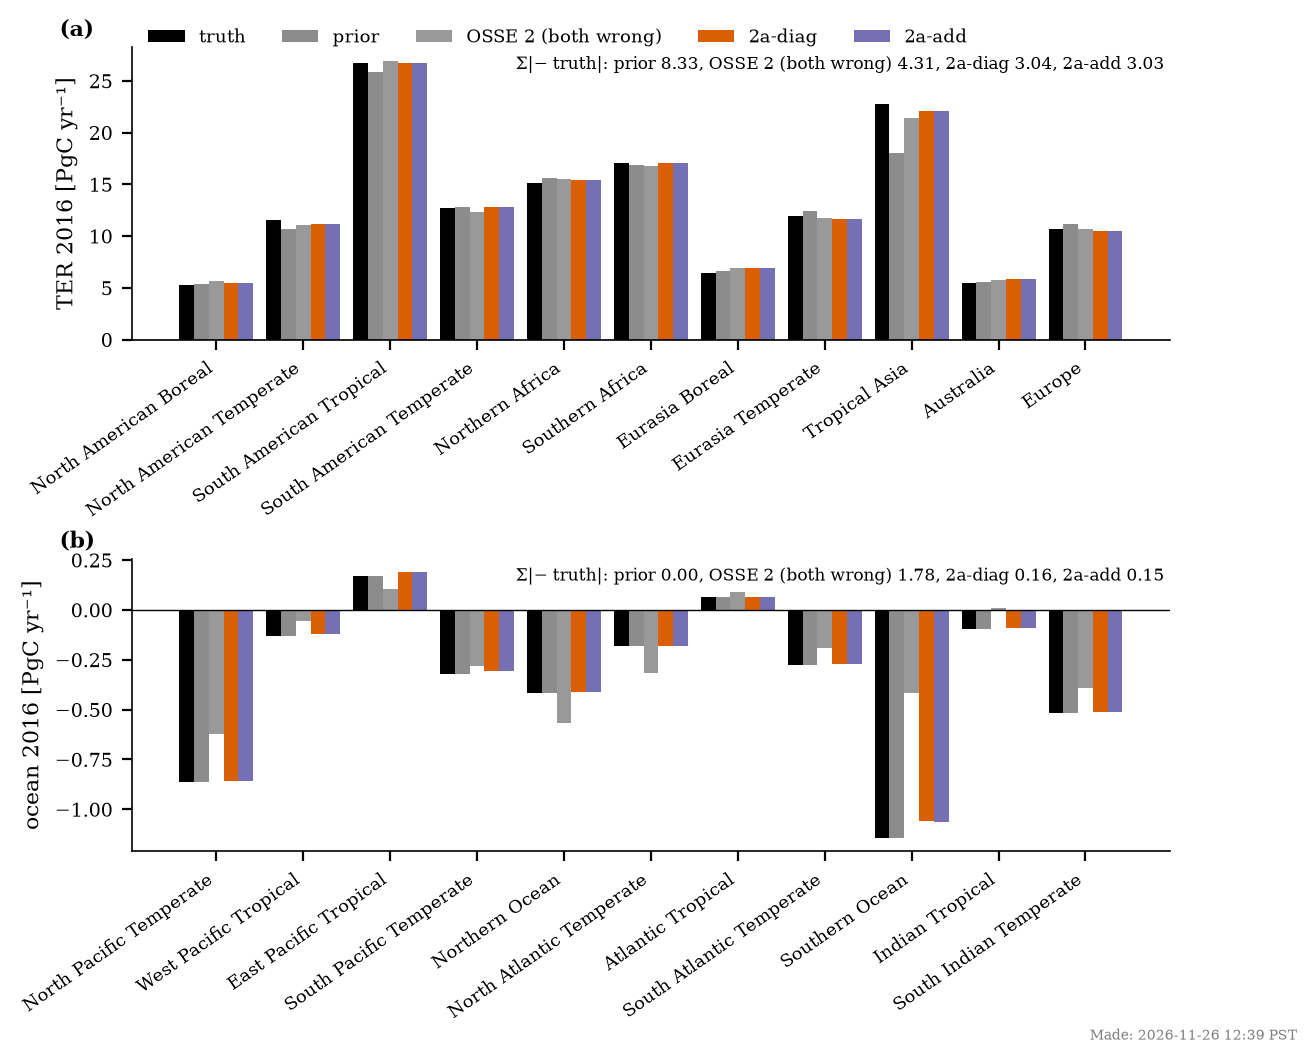 (a)
truth prior OSSE 2 (both wrong) 2a-diag 2a-add
Σ|− truth|: prior 8.33, OSSE 2 (both wrong) 4.31, 2a-diag 3.04, 2a-add 3.03
TER 2016 [PgC yr⁻¹]
25
20
15
10
5
0
North American Boreal
North American Temperate
South American Tropical
South American Temperate
Northern Africa
Southern Africa
Eurasia Boreal
Eurasia Temperate
Tropical Asia
Australia
Europe
(b)
Σ|− truth|: prior 0.00, OSSE 2 (both wrong) 1.78, 2a-diag 0.16, 2a-add 0.15
ocean 2016 [PgC yr⁻¹]
0.25
0.00
−0.25
−0.50
−0.75
−1.00
North Pacific Temperate
West Pacific Tropical
East Pacific Tropical
South Pacific Temperate
Northern Ocean
North Atlantic Temperate
Atlantic Tropical
South Atlantic Temperate
Southern Ocean
Indian Tropical
South Indian Temperate
Made: 2026-11-26 12:39 PST